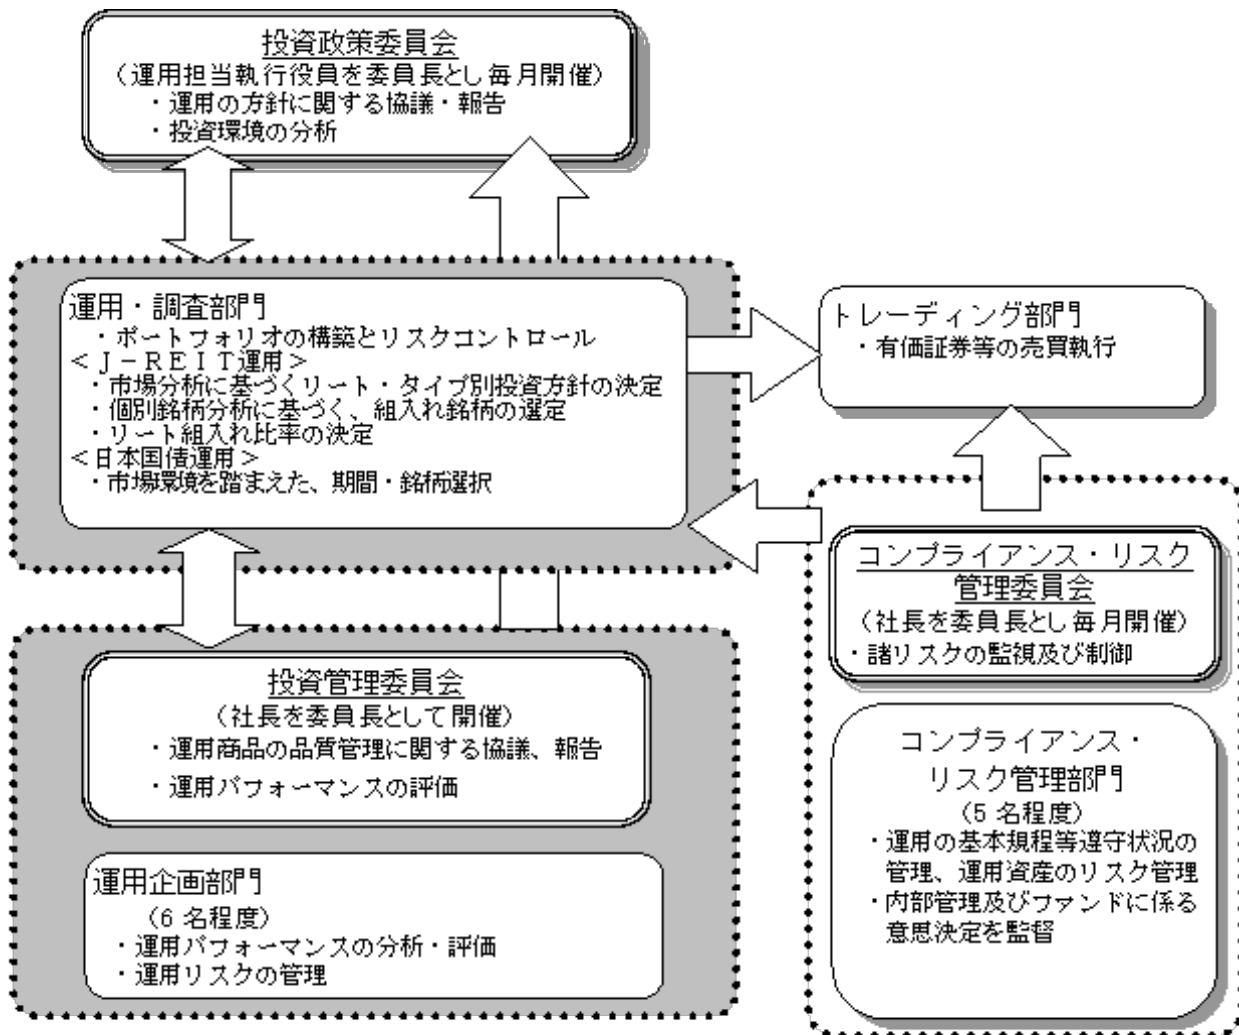 投資政策委員会
（運用担当執行役員を委員長とし毎月開催）
・運用の方針に関する協議・報告
・投資環境の分析
運用・調査部門
・ポートフォリオの構築とリスクコントロール
＜Ｊ－ＲＥＩＴ運用＞
・市場分析に基づくリート・タイプ別投資方針の決定
・個別銘柄分析に基づく、組入れ銘柄の選定
・リート組入れ比率の決定
＜日本国債運用＞
・市場環境を踏まえた、期間・銘柄選択
トレーディング部門
・有価証券等の売買執行
コンプライアンス・リスク
管理委員会
（社長を委員長とし毎月開催）
・諸リスクの監視及び制御
投資管理委員会
（社長を委員長として開催）
・運用商品の品質管理に関する協議、報告
・運用パフォーマンスの評価
運用企画部門
（6 名程度）
・運用パフォーマンスの分析・評価
・運用リスクの管理
コンプライアンス・
リスク管理部門
（5 名程度）
・運用の基本規程等遵守状況の
管理、運用資産のリスク管理
・内部管理及びファンドに係る
意思決定を監督